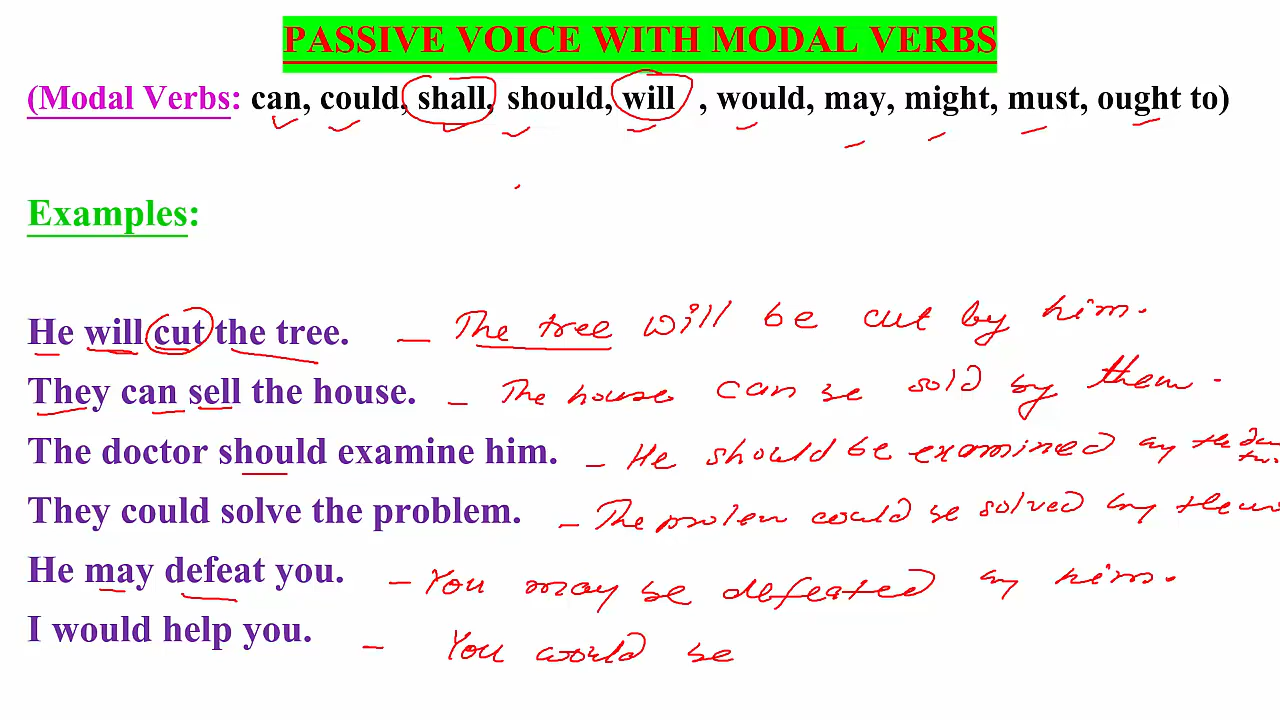 PASSIVE VOICE WITH MODAL VERBS
(Modal Verbs: can, could, shall, should, will , would, may, might, must, ought to)
Examples:
He will cut the tree. – The tree will be cut by him.
They can sell the house. – The house can be sold by them.
The doctor should examine him. – He should be examined by the
They could solve the problem. – The problem could be solved by them
He may defeat you. – You may be defeated by him.
I would help you. – You would be